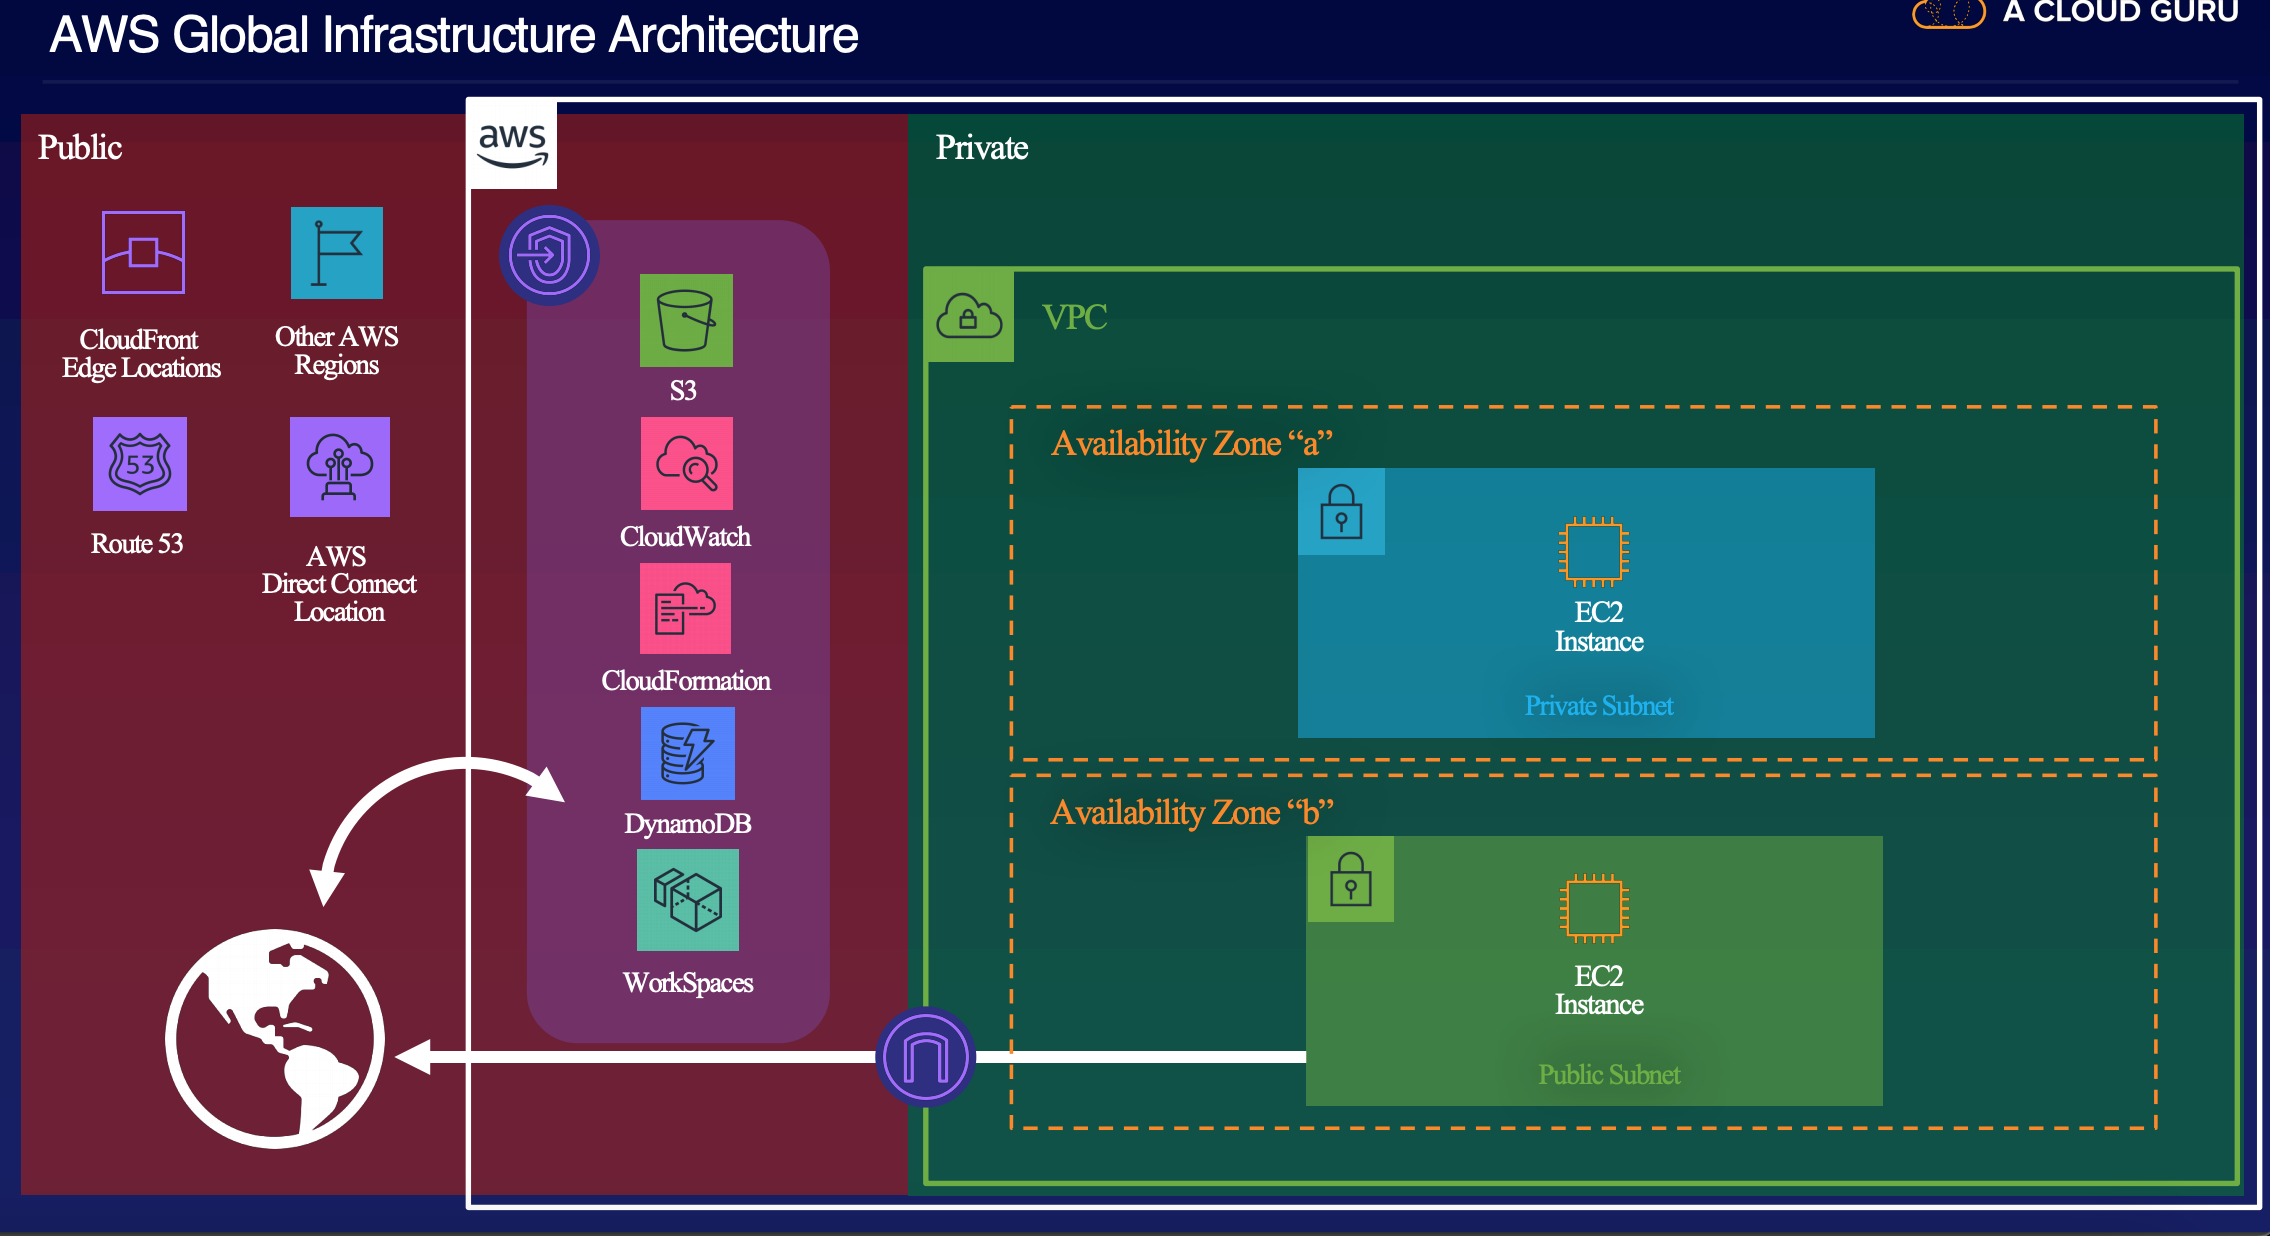 AWS Global Infrastructure Architecture
A CLOUD GURU
Public
aws
Private
CloudFront
Edge Locations
Other AWS
Regions
53
Route 53
AWS
Direct Connect
Location
S3
CloudWatch
CloudFormation
DynamoDB
WorkSpaces
VPC
Availability Zone “a”
EC2
Instance
Private Subnet
Availability Zone “b”
EC2
Instance
Public Subnet